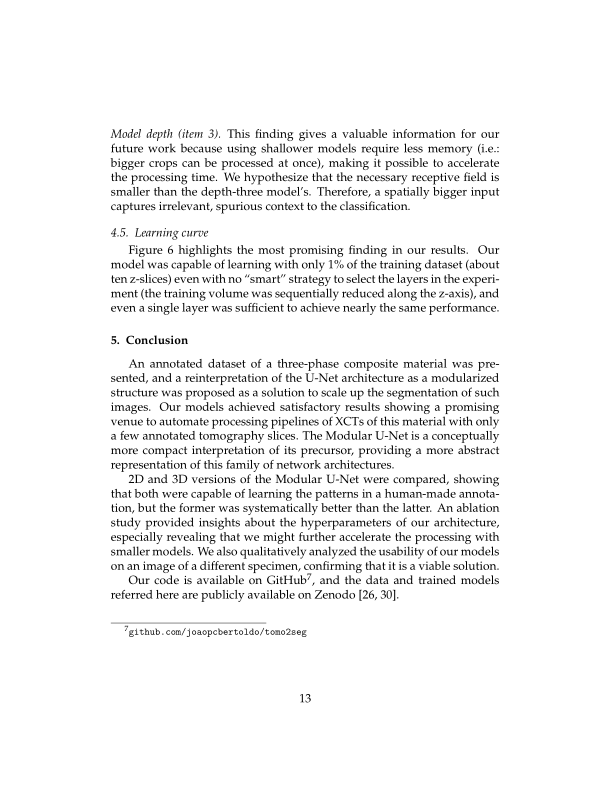 Model depth (item 3). This finding gives a valuable information for our
future work because using shallower models require less memory (i.e.:
bigger crops can be processed at once), making it possible to accelerate
the processing time. We hypothesize that the necessary receptive field is
smaller than the depth-three model's. Therefore, a spatially bigger input
captures irrelevant, spurious context to the classification.
4.5. Learning curve
Figure 6 highlights the most promising finding in our results. Our
model was capable of learning with only 1% of the training dataset (about
ten z-slices) even with no "smart" strategy to select the layers in the experi-
ment (the training volume was sequentially reduced along the z-axis), and
even a single layer was sufficient to achieve nearly the same performance.
5. Conclusion
An annotated dataset of a three-phase composite material was pre-
sented, and a reinterpretation of the U-Net architecture as a modularized
structure was proposed as a solution to scale up the segmentation of such
images. Our models achieved satisfactory results showing a promising
venue to automate processing pipelines of XCTs of this material with only
a few annotated tomography slices. The Modular U-Net is a conceptually
more compact interpretation of its precursor, providing a more abstract
representation of this family of network architectures.
2D and 3D versions of the Modular U-Net were compared, showing
that both were capable of learning the patterns in a human-made annota-
tion, but the former was systematically better than the latter. An ablation
study provided insights about the hyperparameters of our architecture,
especially revealing that we might further accelerate the processing with
smaller models. We also qualitatively analyzed the usability of our models
on an image of a different specimen, confirming that it is a viable solution.
Our code is available on GitHub⁷, and the data and trained models
referred here are publicly available on Zenodo [26, 30].
⁷github.com/joaopcbertoldo/tomo2seg
13